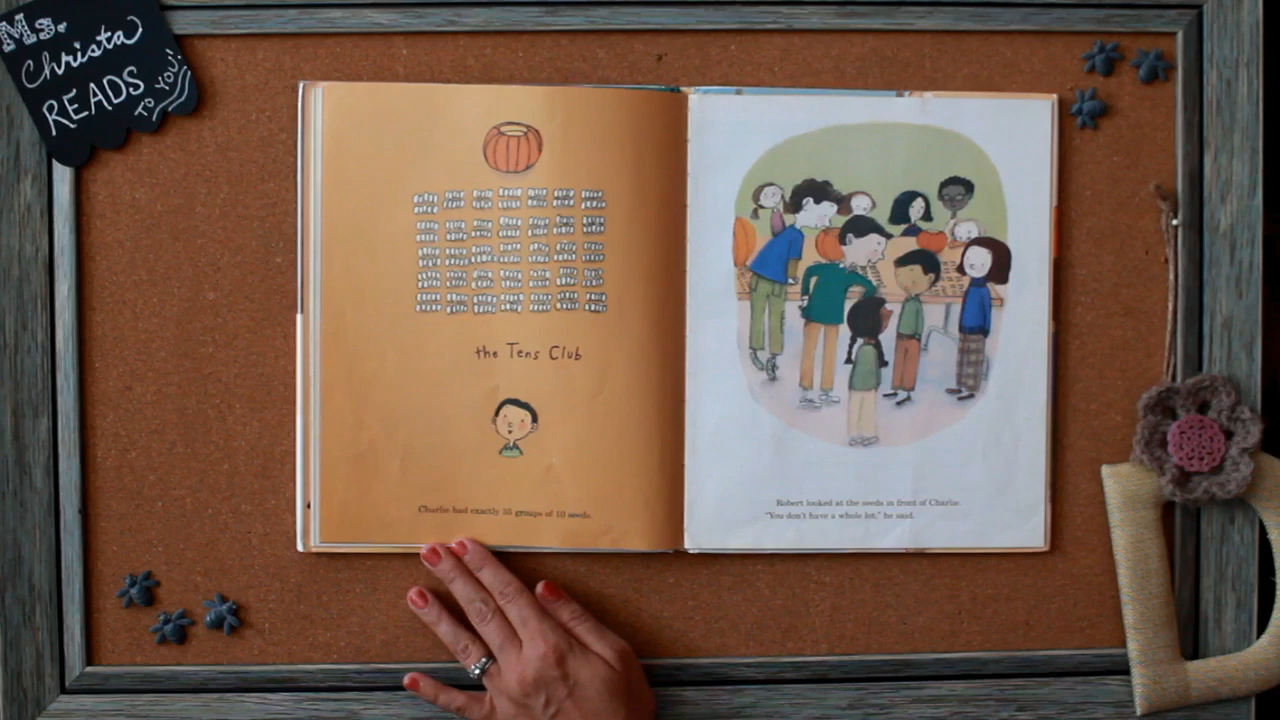 Ms.
Christa
READS
TO YOU!
the Tens Club
Charlie had exactly 35 groups of 10 seeds.
Robert looked at the seeds in front of Charlie.
"You don't have a whole lot," he said.